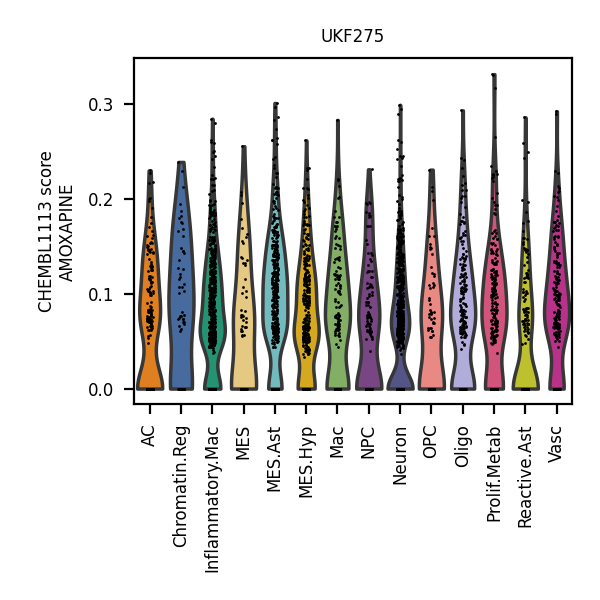 UKF275
CHEMBL1113 score
AMOXAPINE
0.3
0.2
0.1
0.0
AC
Chromatin.Reg
Inflammatory.Mac
MES
MES.Ast
MES.Hyp
Mac
NPC
Neuron
OPC
Oligo
Prolif.Metab
Reactive.Ast
Vasc